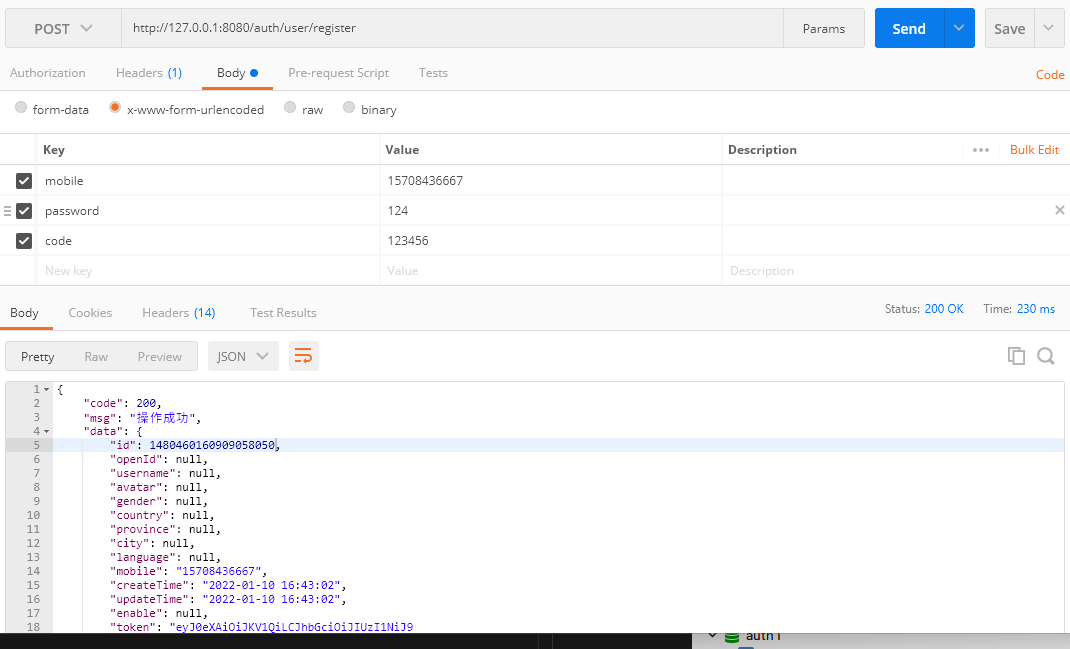 POST http://127.0.0.1:8080/auth/user/register Params Send Save
Authorization Headers (1) Body Pre-request Script Tests Code
form-data x-www-form-urlencoded raw binary
Key Value Description ••• Bulk Edit
mobile 15708436667
password 124
code 123456
New key Value Description
Body Cookies Headers (14) Test Results Status: 200 OK Time: 230 ms
Pretty Raw Preview JSON
1 {
2 "code": 200,
3 "msg": "操作成功",
4 "data": {
5 "id": 1480460160909058050,
6 "openId": null,
7 "username": null,
8 "avatar": null,
9 "gender": null,
10 "country": null,
11 "province": null,
12 "city": null,
13 "language": null,
14 "mobile": "15708436667",
15 "createTime": "2022-01-10 16:43:02",
16 "updateTime": "2022-01-10 16:43:02",
17 "enable": null,
18 "token": "eyJ0eXAiOiJKV1QiLCJhbGciOiJIUzI1NiJ9